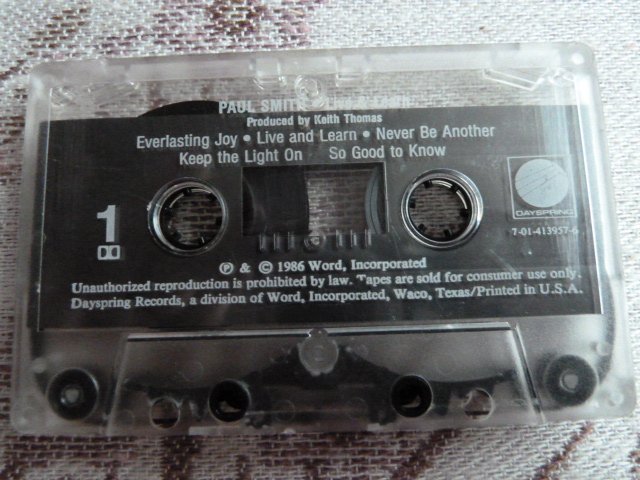 PAUL SMITH
Produced by Keith Thomas
Everlasting Joy • Live and Learn • Never Be Another
Keep the Light On So Good to Know
1
DAYSPRING
7-01-413957-6
℗ & © 1986 Word, Incorporated
Unauthorized reproduction is prohibited by law. Tapes are sold for consumer use only.
Dayspring Records, a division of Word, Incorporated, Waco, Texas/Printed in U.S.A.